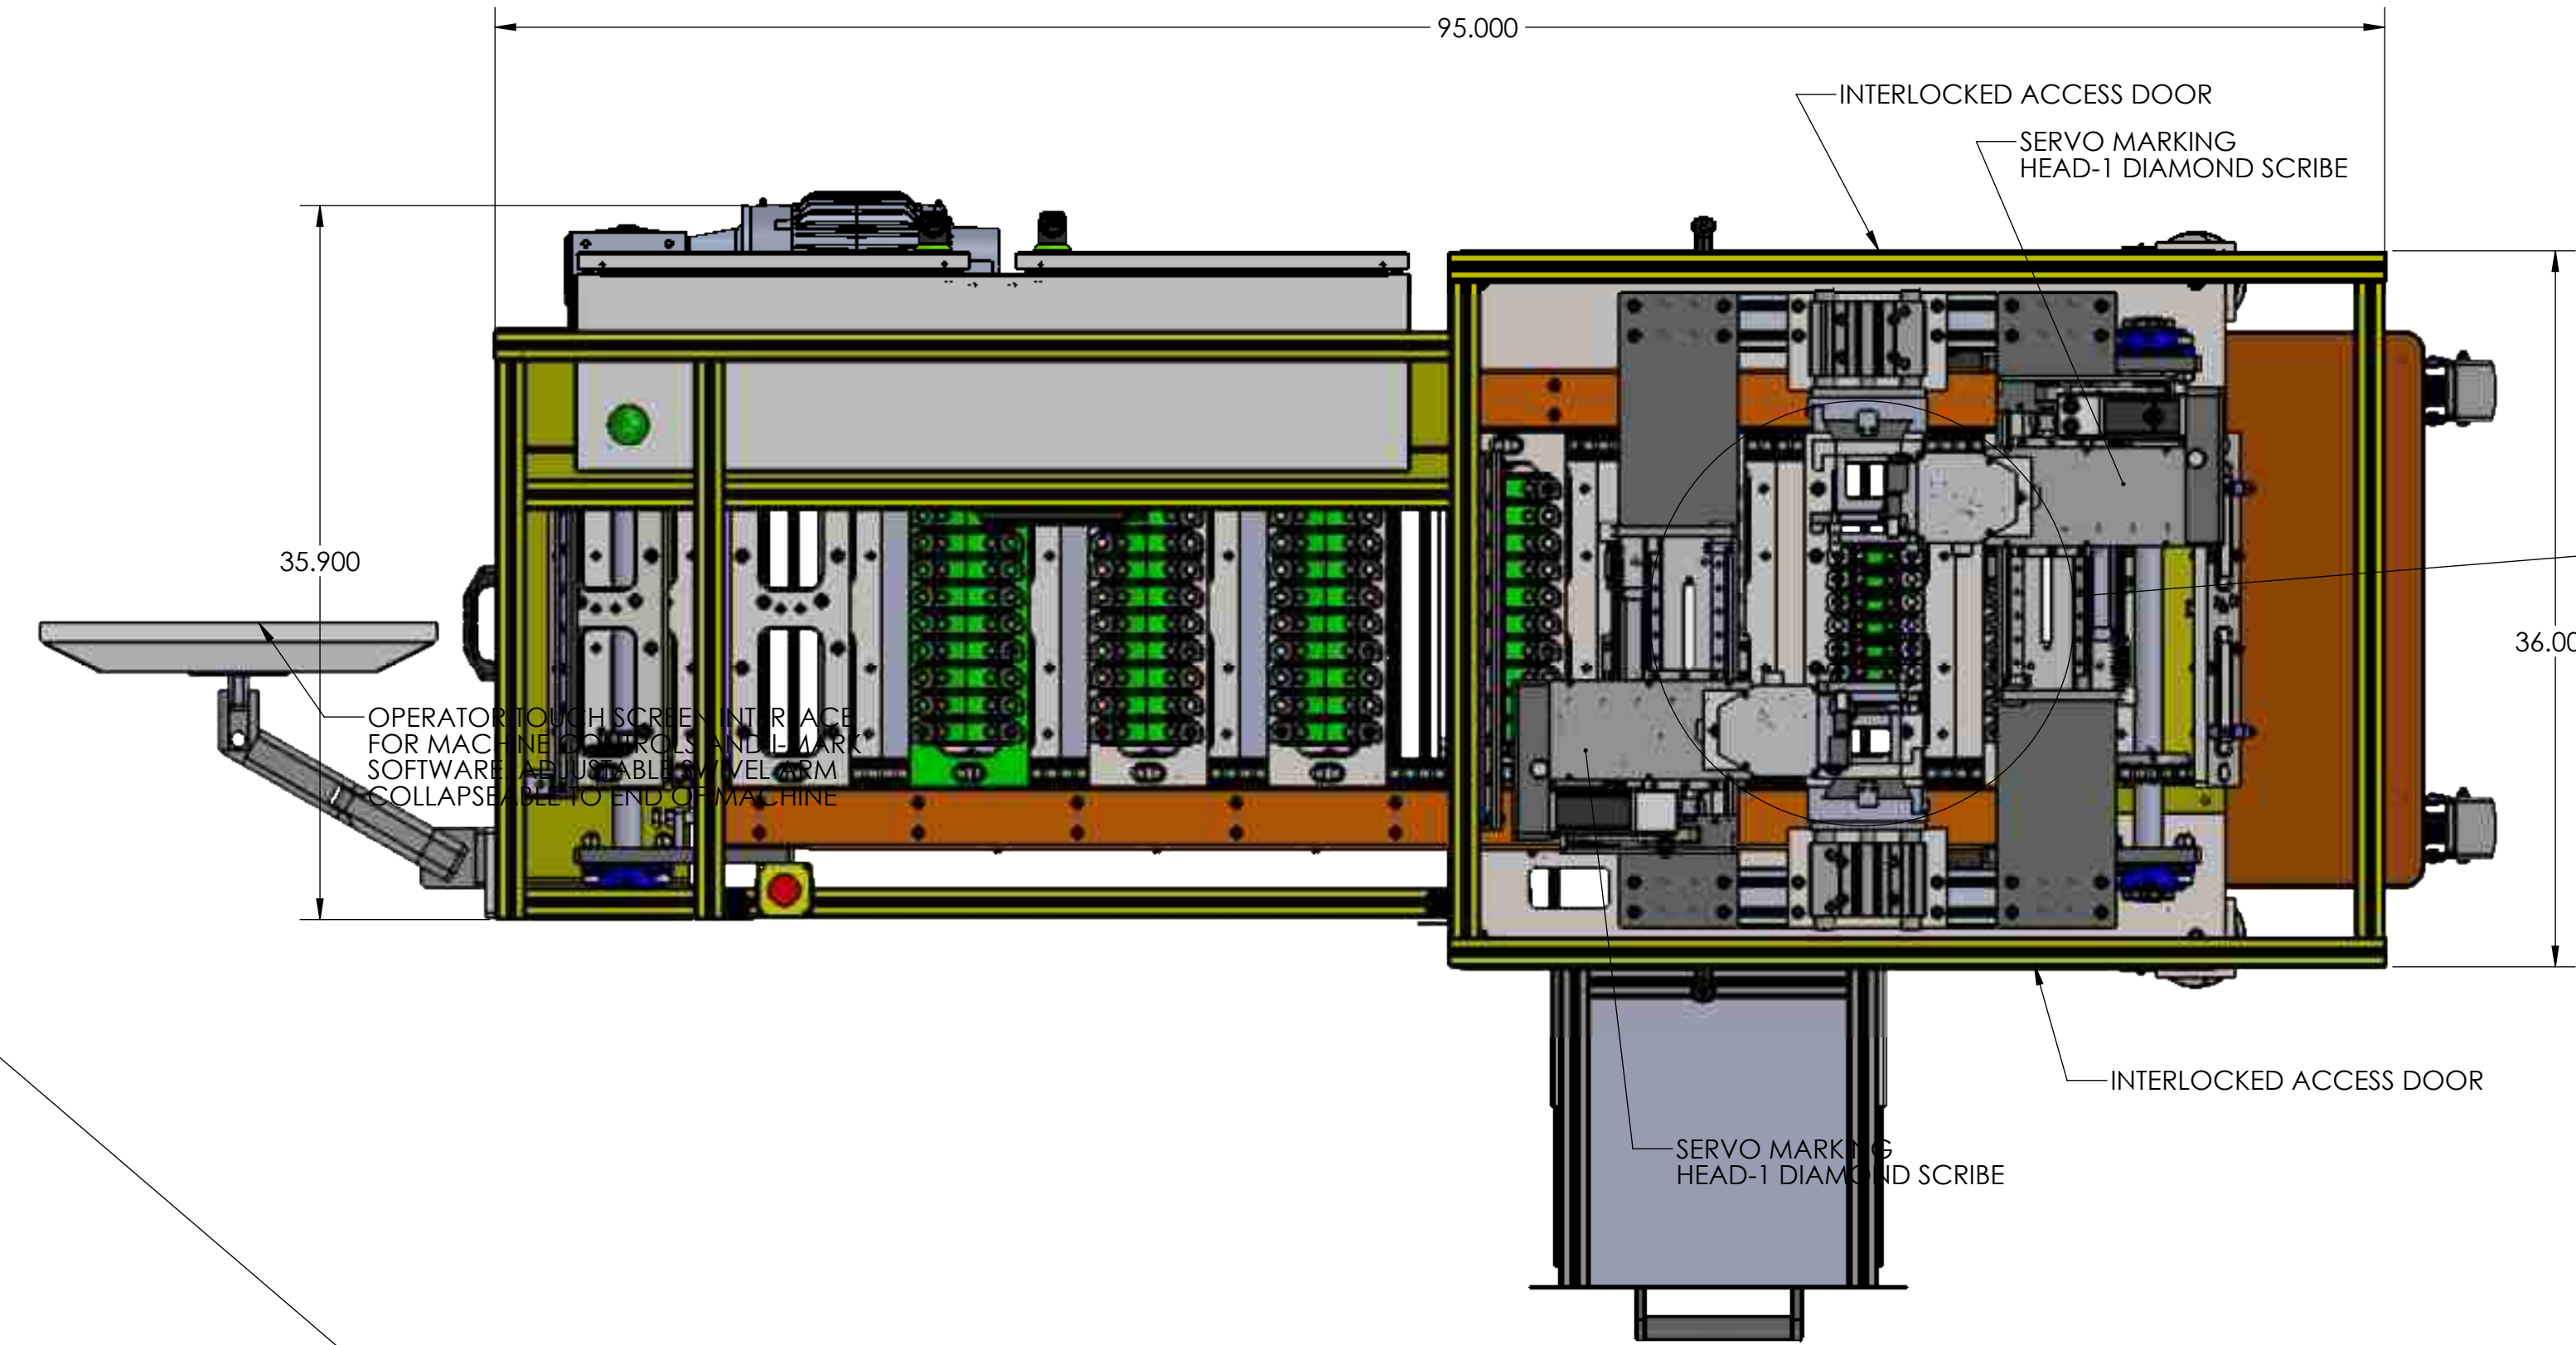 95.000
INTERLOCKED ACCESS DOOR
SERVO MARKING
HEAD-1 DIAMOND SCRIBE
35.900
36.00
OPERATOR TOUCH SCREEN INTERFACE
FOR MACHINE CONTROLS AND I-MARK
SOFTWARE. ADJUSTABLE SWIVEL ARM
COLLAPSEABLE TO END OF MACHINE
INTERLOCKED ACCESS DOOR
SERVO MARKING
HEAD-1 DIAMOND SCRIBE